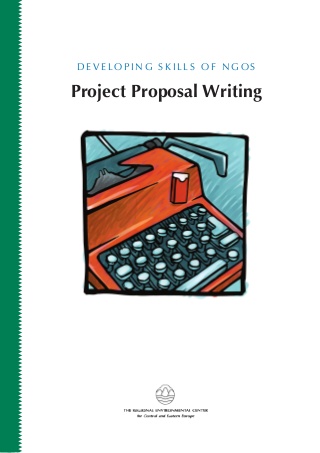 DEVELOPING SKILLS OF NGOS
Project Proposal Writing
THE REGIONAL ENVIRONMENTAL CENTER
for Central and Eastern Europe